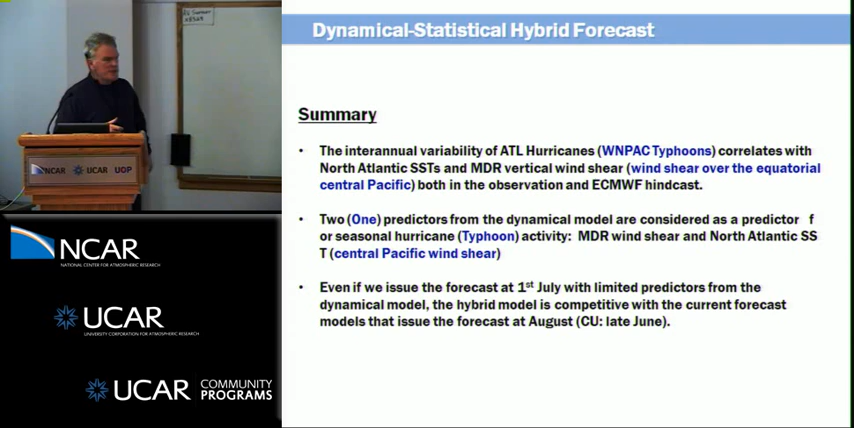 Dynamical-Statistical Hybrid Forecast
Summary
• The interannual variability of ATL Hurricanes (WNPAC Typhoons) correlates with
North Atlantic SSTs and MDR vertical wind shear (wind shear over the equatorial
central Pacific) both in the observation and ECMWF hindcast.
• Two (One) predictors from the dynamical model are considered as a predictor f
or seasonal hurricane (Typhoon) activity: MDR wind shear and North Atlantic SS
T (central Pacific wind shear)
• Even if we issue the forecast at 1st July with limited predictors from the
dynamical model, the hybrid model is competitive with the current forecast
models that issue the forecast at August (CU: late June).
NCAR UCAR UOP
NCAR
NATIONAL CENTER FOR ATMOSPHERIC RESEARCH
UCAR
UNIVERSITY CORPORATION FOR ATMOSPHERIC RESEARCH
UCAR COMMUNITY
PROGRAMS